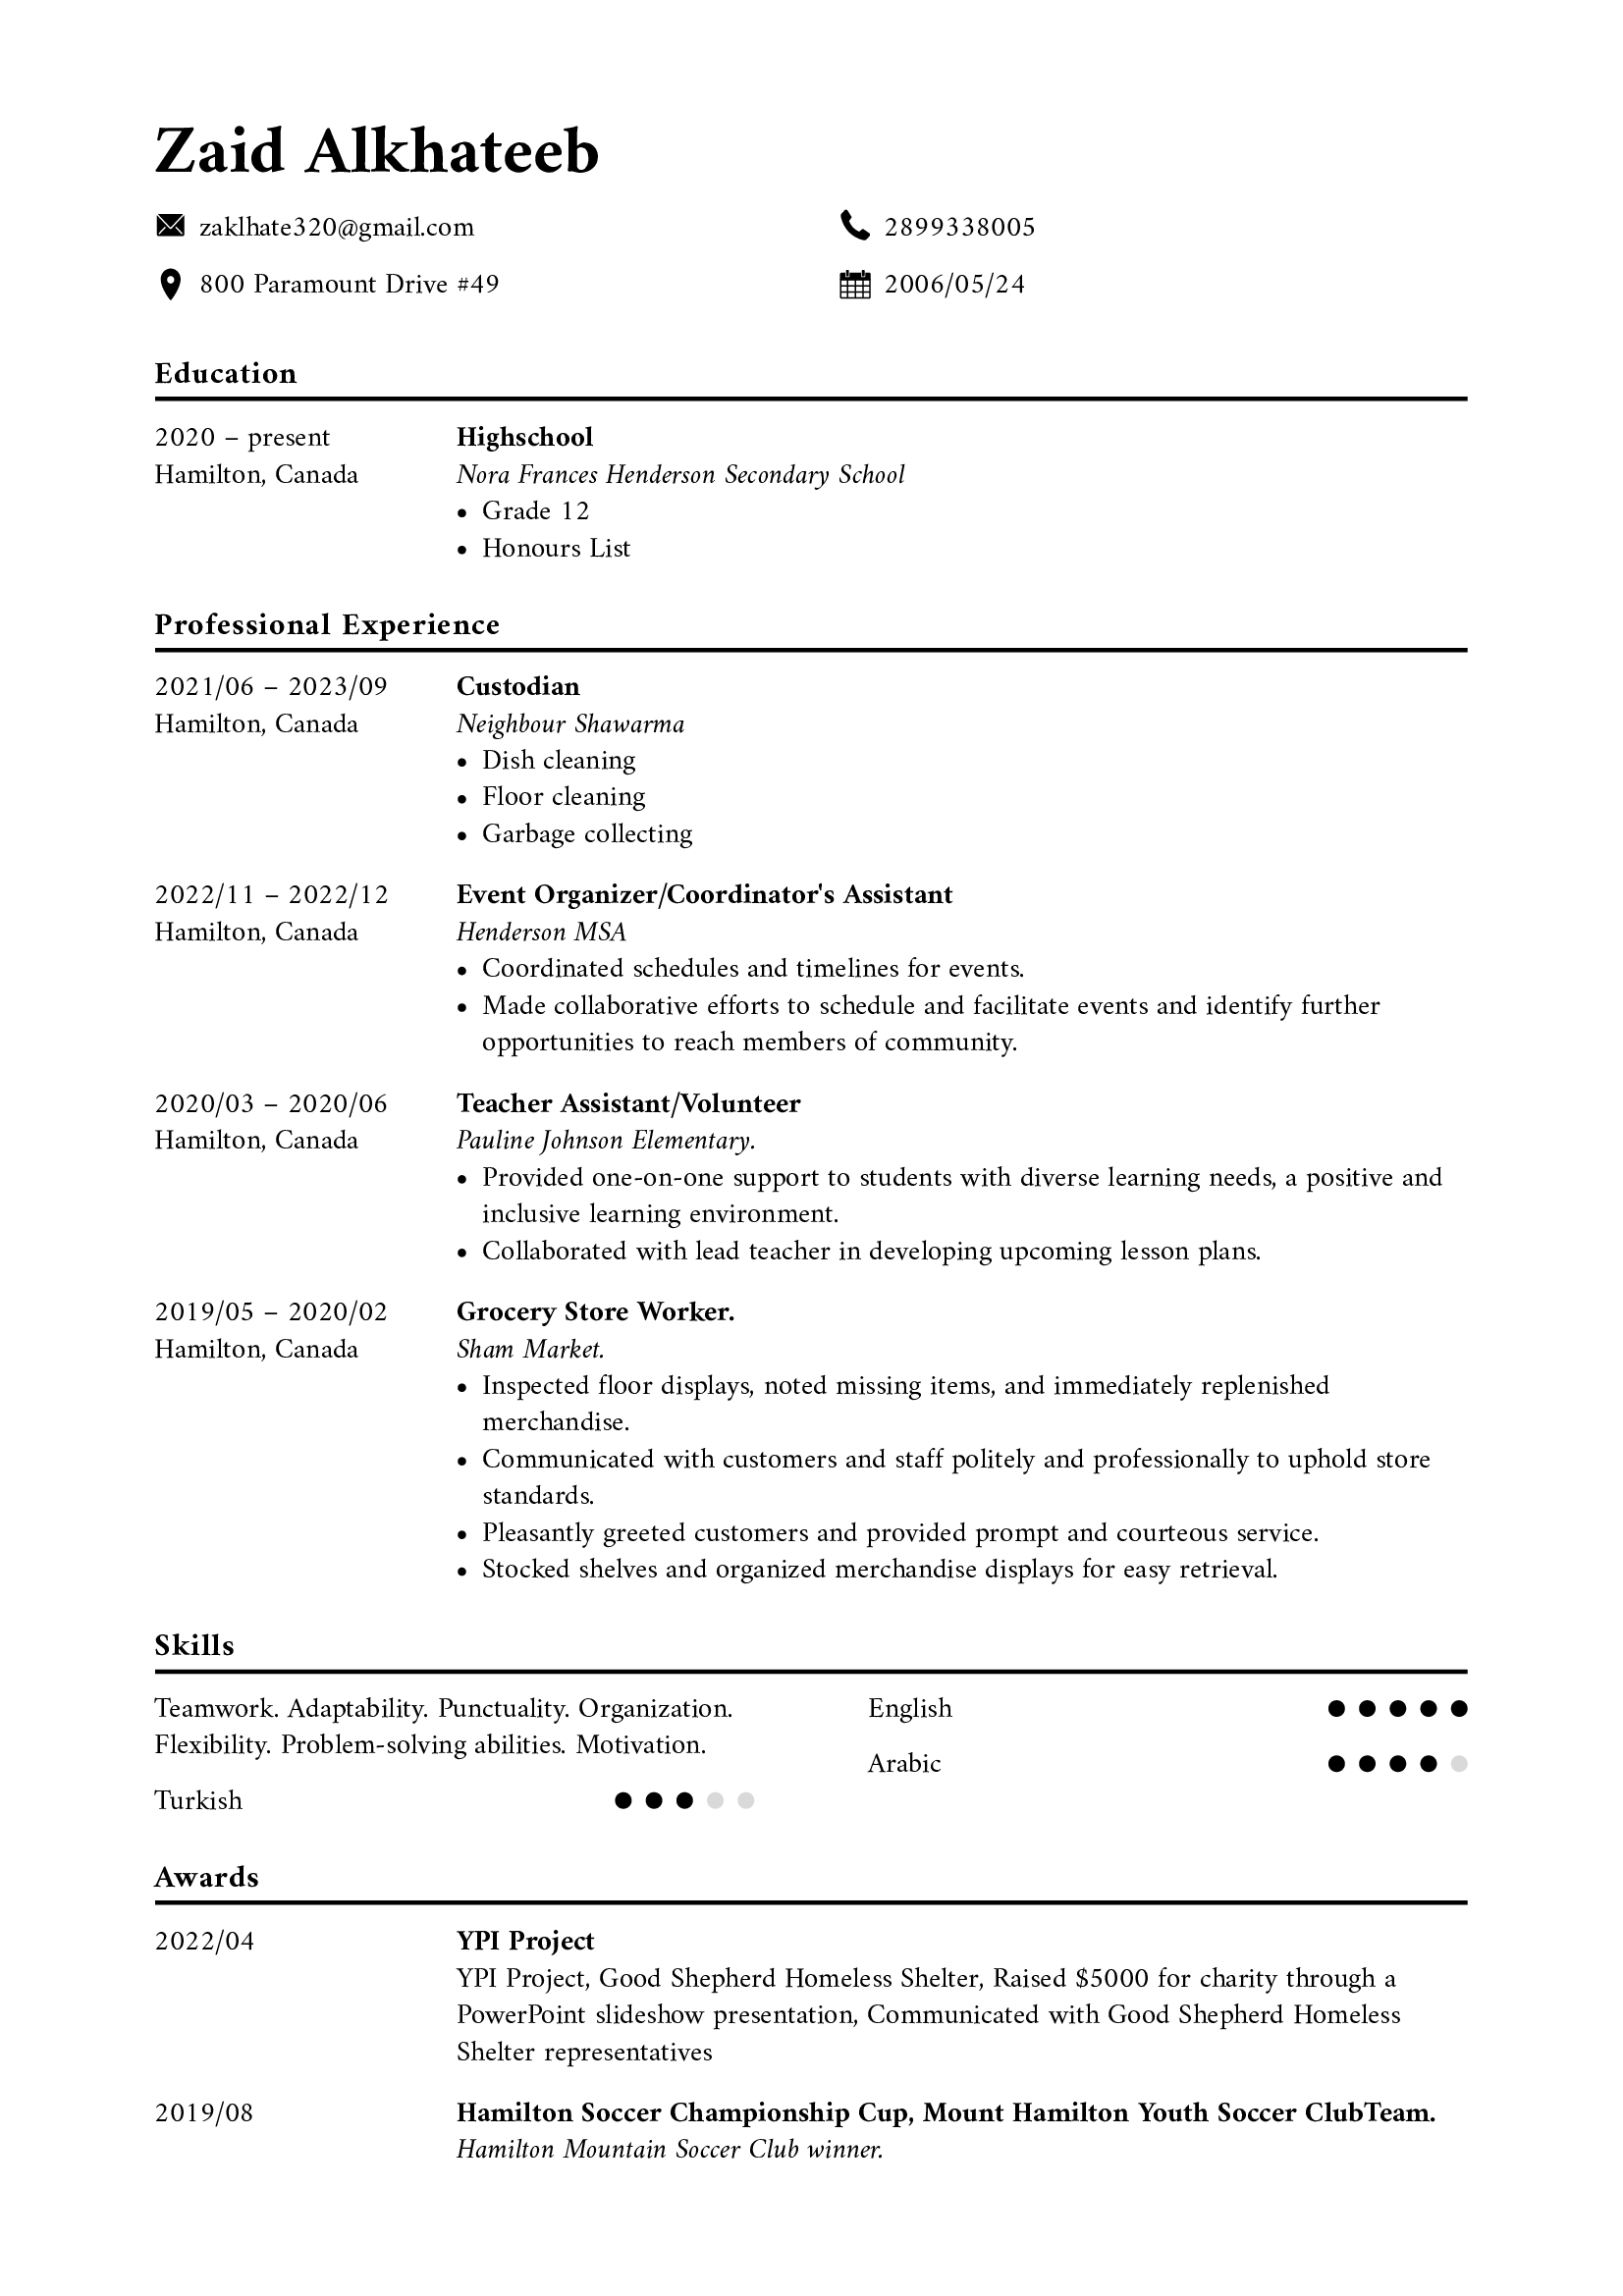 Zaid Alkhateeb
zaklhate320@gmail.com
2899338005
800 Paramount Drive #49
2006/05/24
Education
2020 – present
Hamilton, Canada
Highschool
Nora Frances Henderson Secondary School
• Grade 12
• Honours List
Professional Experience
2021/06 – 2023/09
Hamilton, Canada
Custodian
Neighbour Shawarma
• Dish cleaning
• Floor cleaning
• Garbage collecting
2022/11 – 2022/12
Hamilton, Canada
Event Organizer/Coordinator's Assistant
Henderson MSA
• Coordinated schedules and timelines for events.
• Made collaborative efforts to schedule and facilitate events and identify further
opportunities to reach members of community.
2020/03 – 2020/06
Hamilton, Canada
Teacher Assistant/Volunteer
Pauline Johnson Elementary.
• Provided one-on-one support to students with diverse learning needs, a positive and
inclusive learning environment.
• Collaborated with lead teacher in developing upcoming lesson plans.
2019/05 – 2020/02
Hamilton, Canada
Grocery Store Worker.
Sham Market.
• Inspected floor displays, noted missing items, and immediately replenished
merchandise.
• Communicated with customers and staff politely and professionally to uphold store
standards.
• Pleasantly greeted customers and provided prompt and courteous service.
• Stocked shelves and organized merchandise displays for easy retrieval.
Skills
Teamwork. Adaptability. Punctuality. Organization.
Flexibility. Problem-solving abilities. Motivation.
Turkish
English
Arabic
Awards
2022/04
YPI Project
YPI Project, Good Shepherd Homeless Shelter, Raised $5000 for charity through a
PowerPoint slideshow presentation, Communicated with Good Shepherd Homeless
Shelter representatives
2019/08
Hamilton Soccer Championship Cup, Mount Hamilton Youth Soccer ClubTeam.
Hamilton Mountain Soccer Club winner.